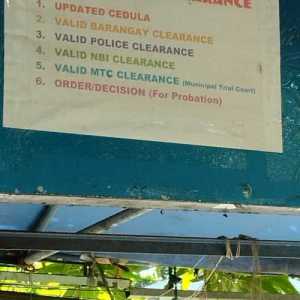 CLEARANCE
1. UPDATED CEDULA
2. VALID BARANGAY CLEARANCE
3. VALID POLICE CLEARANCE
4. VALID NBI CLEARANCE
5. VALID MTC CLEARANCE (Municipal Trial Court)
6. ORDER/DECISION (For Probation)